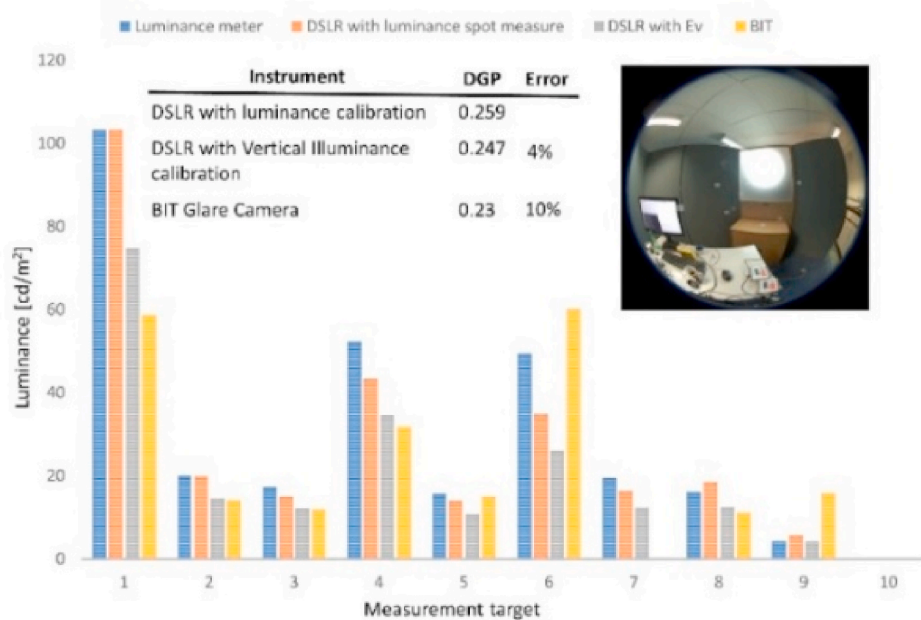 Luminance meter DSLR with luminance spot measure DSLR with Ev BIT
120
100
80
60
40
20
0
Luminance [cd/m²]
Instrument DGP Error
DSLR with luminance calibration 0.259
DSLR with Vertical Illuminance 0.247 4%
calibration
BIT Glare Camera 0.23 10%
1 2 3 4 5 6 7 8 9 10
Measurement target